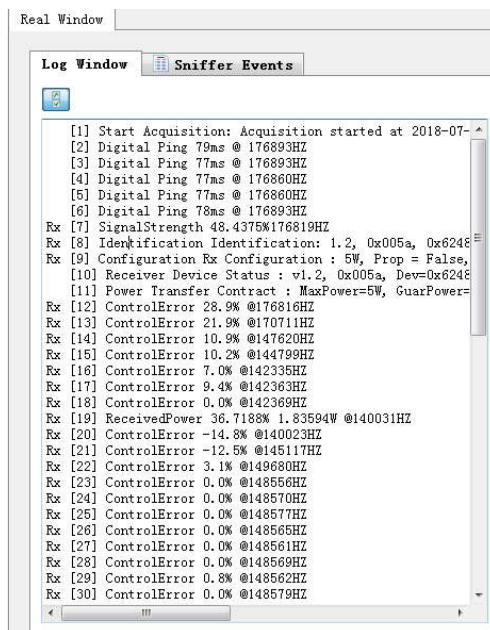 Real Window
Log Window
Sniffer Events
[1] Start Acquisition: Acquisition started at 2018-07-
[2] Digital Ping 79ms @ 176893HZ
[3] Digital Ping 77ms @ 176893HZ
[4] Digital Ping 77ms @ 176860HZ
[5] Digital Ping 77ms @ 176860HZ
[6] Digital Ping 78ms @ 176893HZ
Rx [7] SignalStrength 48.4375%176819HZ
Rx [8] Identification Identification: 1.2, 0x005a, 0x6248
Rx [9] Configuration Rx Configuration : 5W, Prop = False,
[10] Receiver Device Status : v1.2, 0x005a, Dev=0x6248
[11] Power Transfer Contract : MaxPower=5W, GuarPower=
Rx [12] ControlError 28.9% @176816HZ
Rx [13] ControlError 21.9% @170711HZ
Rx [14] ControlError 10.9% @147620HZ
Rx [15] ControlError 10.2% @144799HZ
Rx [16] ControlError 7.0% @142335HZ
Rx [17] ControlError 9.4% @142363HZ
Rx [18] ControlError 0.0% @142369HZ
Rx [19] ReceivedPower 36.7188% 1.83594W @140031HZ
Rx [20] ControlError -14.8% @140023HZ
Rx [21] ControlError -12.5% @145117HZ
Rx [22] ControlError 3.1% @149680HZ
Rx [23] ControlError 0.0% @148556HZ
Rx [24] ControlError 0.0% @148570HZ
Rx [25] ControlError 0.0% @148577HZ
Rx [26] ControlError 0.0% @148565HZ
Rx [27] ControlError 0.0% @148561HZ
Rx [28] ControlError 0.0% @148569HZ
Rx [29] ControlError 0.8% @148562HZ
Rx [30] ControlError 0.0% @148579HZ